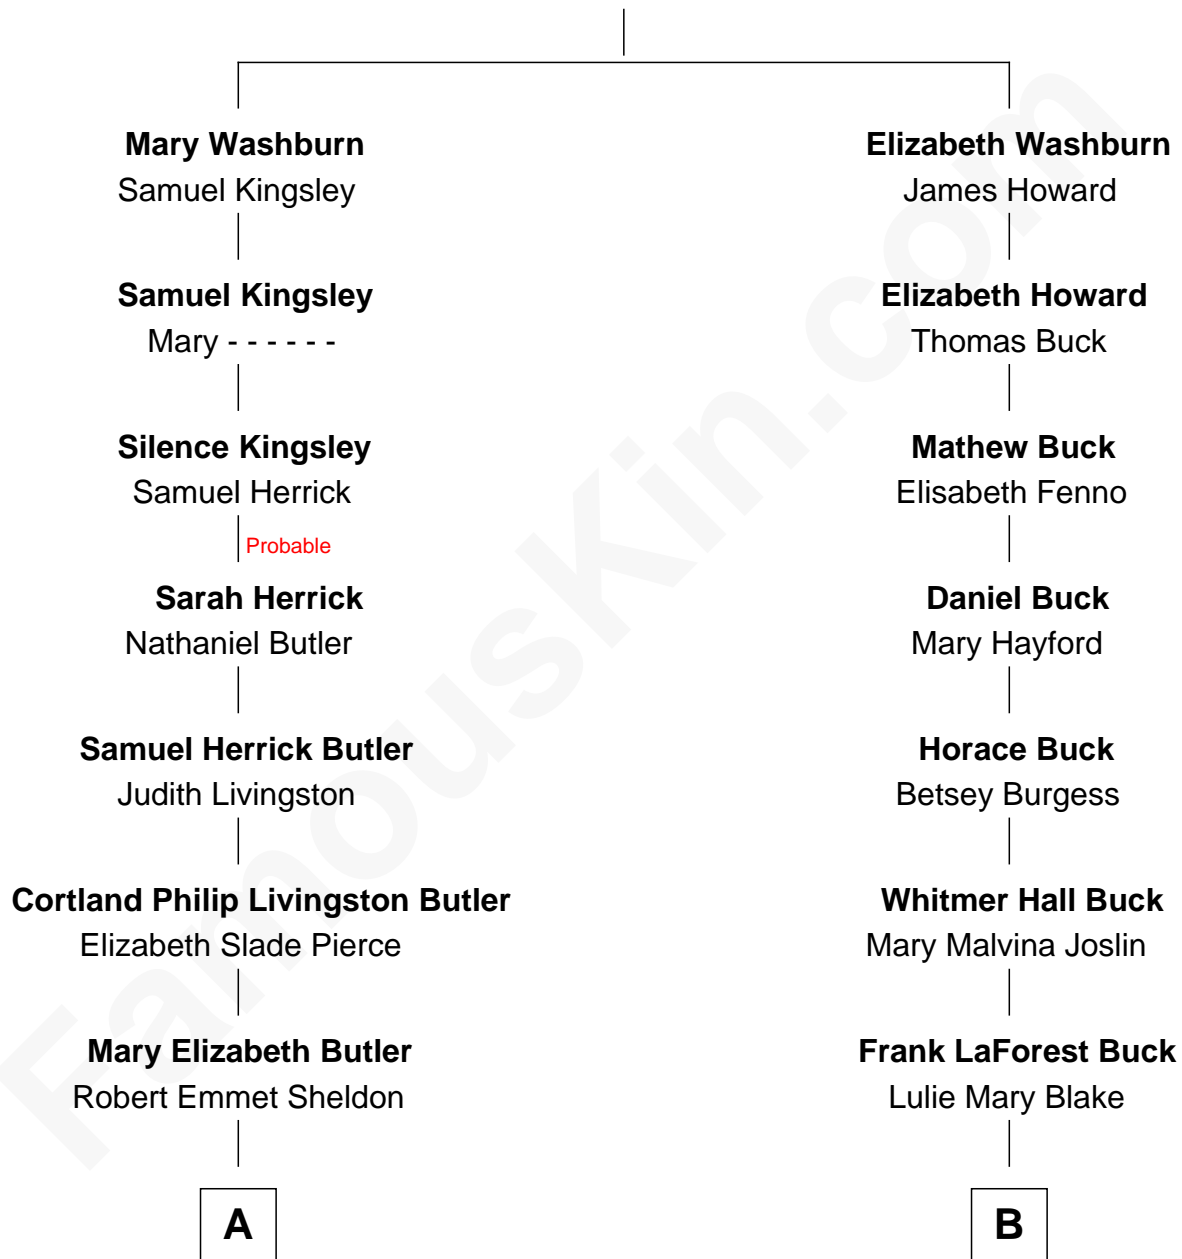 Mary Washburn
Samuel Kingsley
Samuel Kingsley
Mary - - - - - -
Silence Kingsley
Samuel Herrick
Probable
Sarah Herrick
Nathaniel Butler
Samuel Herrick Butler
Judith Livingston
Cortland Philip Livingston Butler
Elizabeth Slade Pierce
Mary Elizabeth Butler
Robert Emmet Sheldon
A
Elizabeth Washburn
James Howard
Elizabeth Howard
Thomas Buck
Mathew Buck
Elisabeth Fenno
Daniel Buck
Mary Hayford
Horace Buck
Betsey Burgess
Whitmer Hall Buck
Mary Malvina Joslin
Frank LaForest Buck
Lulie Mary Blake
B
FamousKin.com